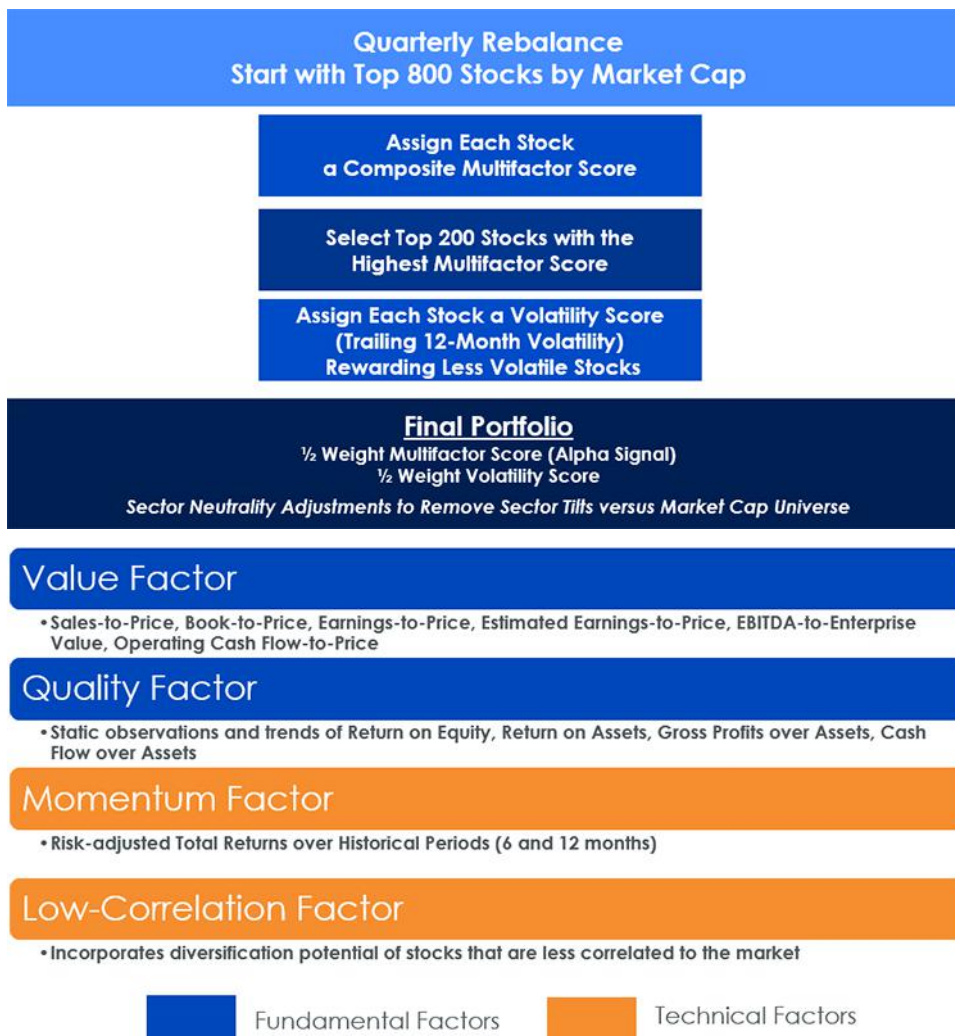 Quarterly Rebalance
Start with Top 800 Stocks by Market Cap
Assign Each Stock
a Composite Multifactor Score
Select Top 200 Stocks with the
Highest Multifactor Score
Assign Each Stock a Volatility Score
(Trailing 12-Month Volatility)
Rewarding Less Volatile Stocks
Final Portfolio
½ Weight Multifactor Score (Alpha Signal)
½ Weight Volatility Score
Sector Neutrality Adjustments to Remove Sector Tilts versus Market Cap Universe
Value Factor
• Sales-to-Price, Book-to-Price, Earnings-to-Price, Estimated Earnings-to-Price, EBITDA-to-Enterprise
Value, Operating Cash Flow-to-Price
Quality Factor
• Static observations and trends of Return on Equity, Return on Assets, Gross Profits over Assets, Cash
Flow over Assets
Momentum Factor
• Risk-adjusted Total Returns over Historical Periods (6 and 12 months)
Low-Correlation Factor
• Incorporates diversification potential of stocks that are less correlated to the market
Fundamental Factors
Technical Factors